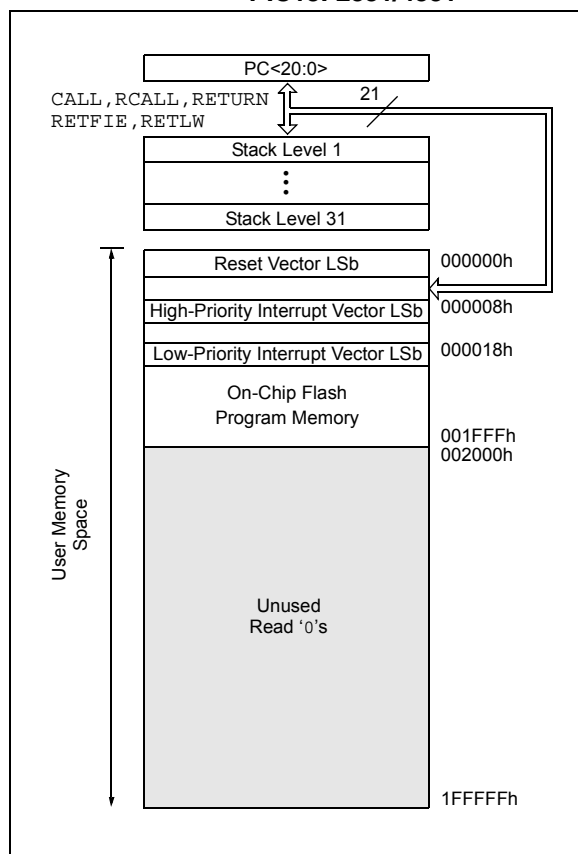 PC<20:0>
CALL,RCALL,RETURN
RETFIE,RETLW
21
Stack Level 1
Stack Level 31
Reset Vector LSb
000000h
High-Priority Interrupt Vector LSb
000008h
Low-Priority Interrupt Vector LSb
000018h
On-Chip Flash
Program Memory
001FFFh
002000h
User Memory
Space
Unused
Read ‘0’s
1FFFFFh